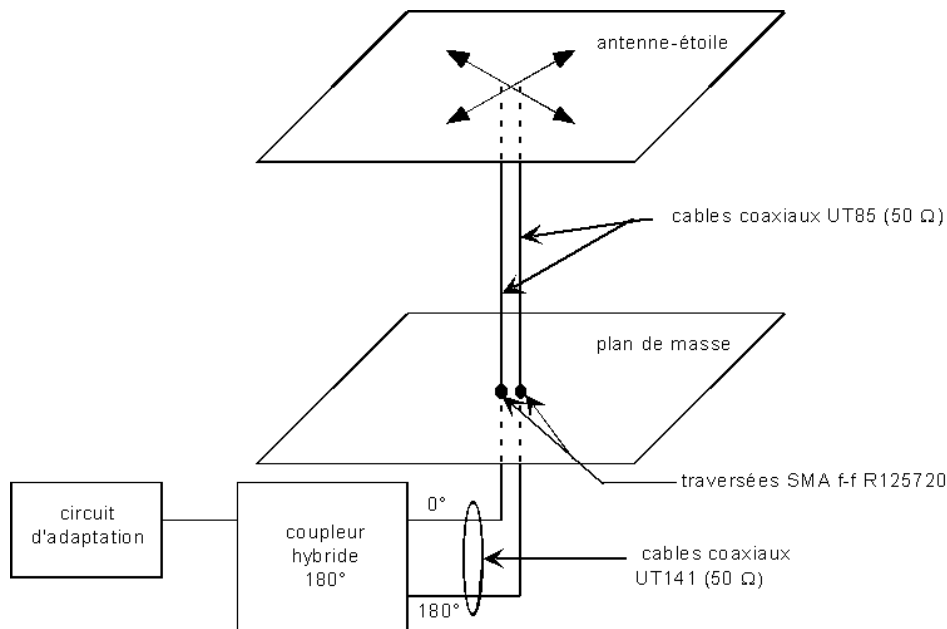 antenne-étoile
cables coaxiaux UT85 (50 Ω)
plan de masse
traversées SMA f-f R125720
circuit
d'adaptation
coupleur
hybride
180°
0°
180°
cables coaxiaux
UT141 (50 Ω)